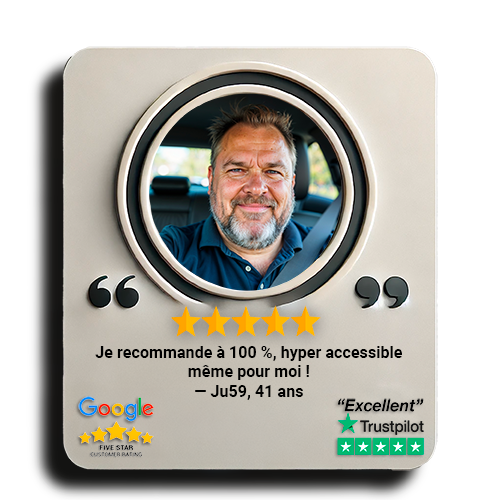 “ ”
Je recommande à 100 %, hyper accessible
même pour moi !
— Ju59, 41 ans
Google
FIVE STAR
CUSTOMER RATING
“Excellent”
Trustpilot